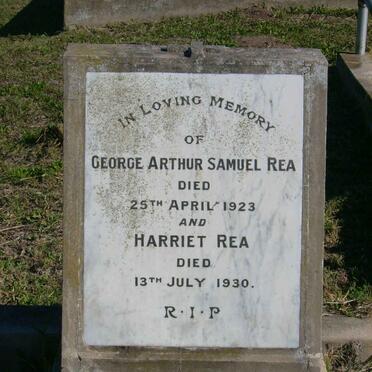 IN LOVING MEMORY
OF
GEORGE ARTHUR SAMUEL REA
DIED
25TH APRIL 1923
AND
HARRIET REA
DIED
13TH JULY 1930.
R·I·P